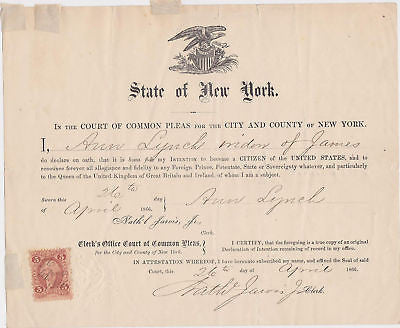 State of New York.
IN THE COURT OF COMMON PLEAS FOR THE CITY AND COUNTY OF NEW YORK.
I, Ann Lynch widow of James
do declare on oath, that it is bona fide my INTENTION to become a CITIZEN of the UNITED STATES, and to
renounce forever all allegiance and fidelity to any Foreign Prince, Potentate, State or Sovereignty whatever, and particularly
to the Queen of the United Kingdom of Great Britain and Ireland, of whom I am a subject.
Sworn this 26th day
of April 1866, Ann Lynch
Nath'l Jarvis, Jr.
Clerk's Office Court of Common Pleas,
for the City and County of New York.
I CERTIFY, that the foregoing is a true copy of an original
Declaration of Intention remaining of record in my office.
IN ATTESTATION WHEREOF, I have hereunto subscribed my name, and affixed the Seal of said
Court, this 26th day of April 1866.
Nathl Jarvis Jr Clerk.
5 5